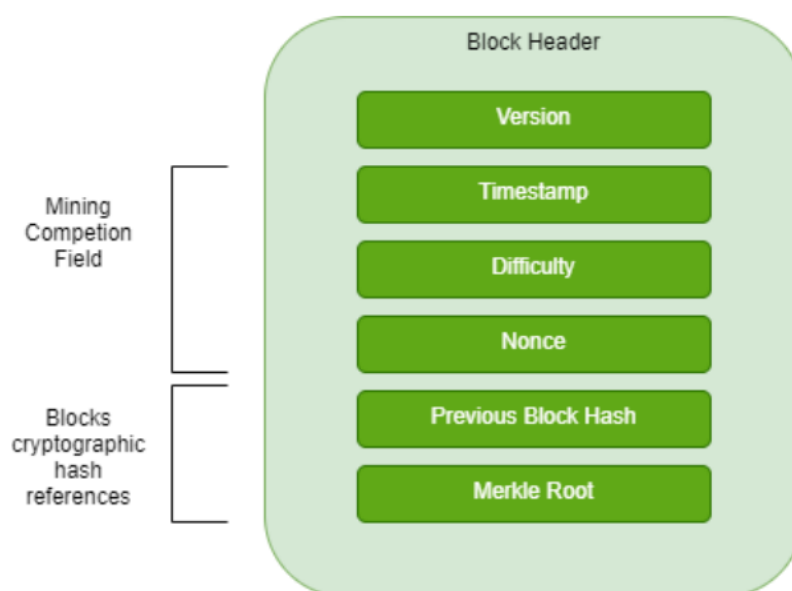 Block Header
Version
Mining
Competion
Field
Timestamp
Difficulty
Nonce
Blocks
cryptographic
hash
references
Previous Block Hash
Merkle Root